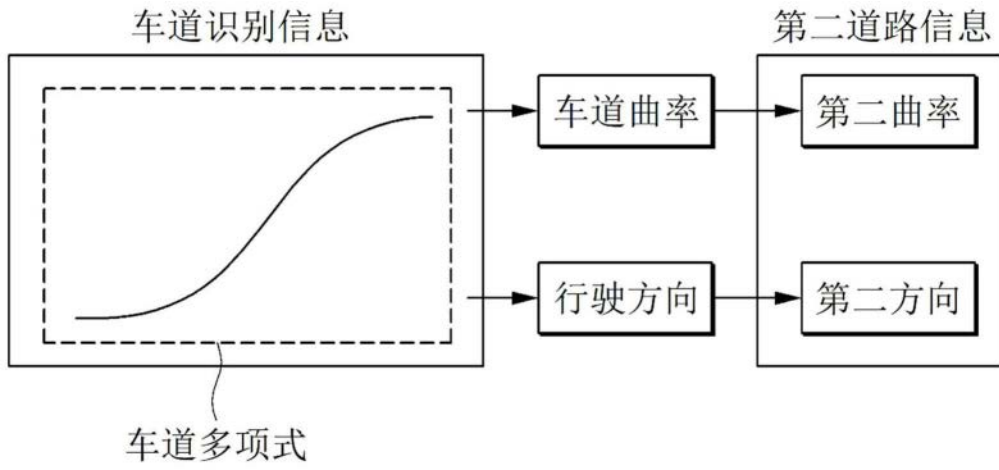 车道识别信息
第二道路信息
车道曲率
第二曲率
行驶方向
第二方向
车道多项式